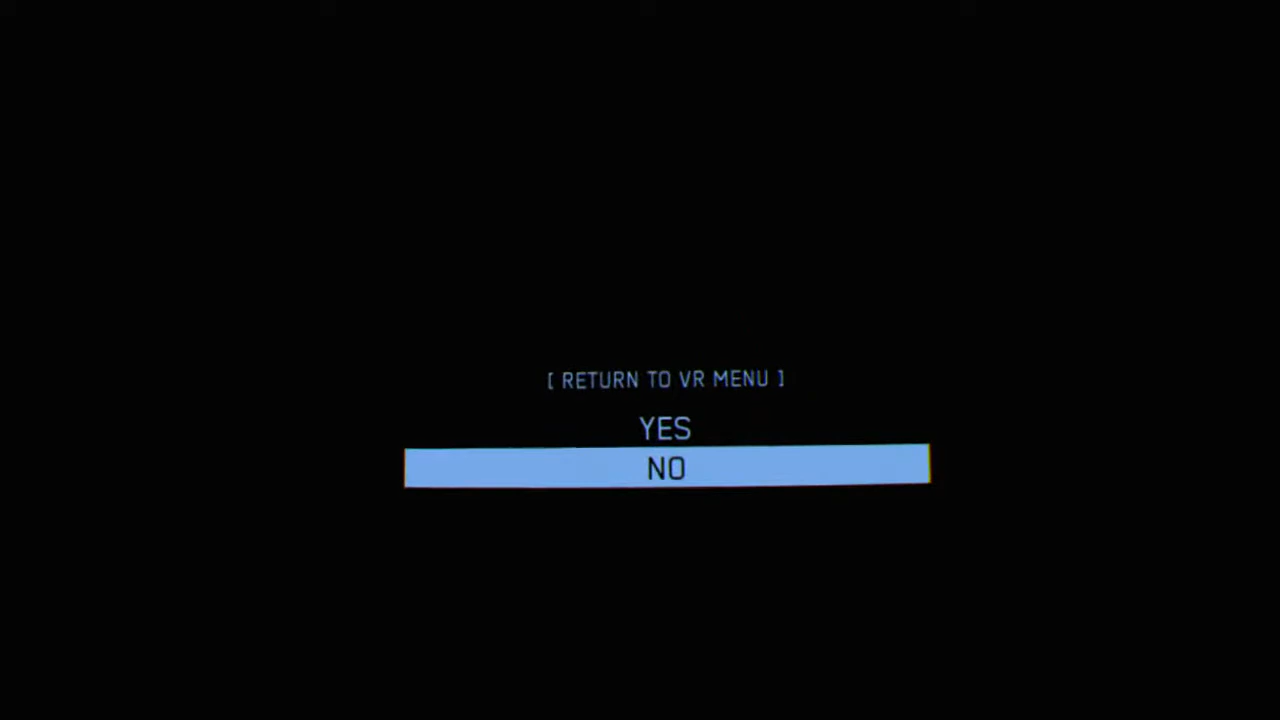 [ RETURN TO VR MENU ]
YES
NO